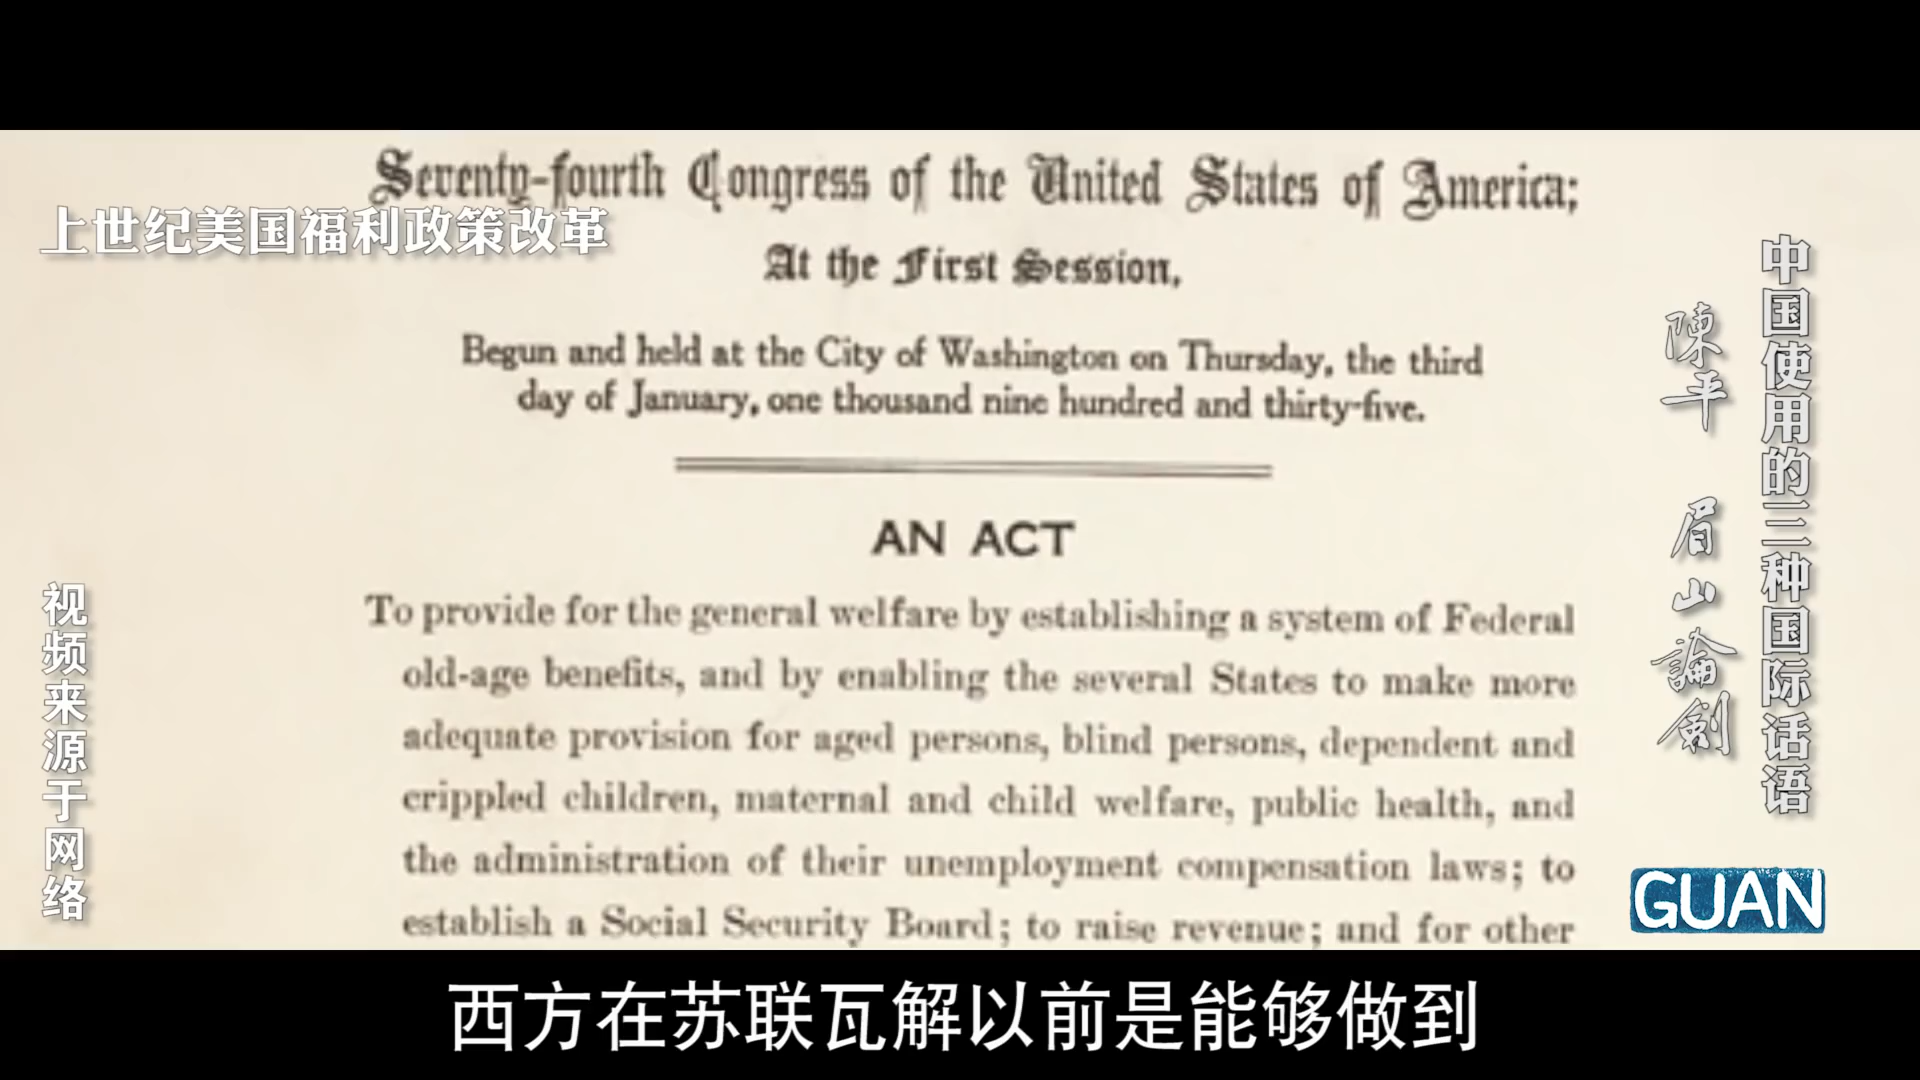 Seventy-fourth Congress of the United States of America;
上世纪美国福利政策改革
At the First Session,
Begun and held at the City of Washington on Thursday, the third
day of January, one thousand nine hundred and thirty-five.
AN ACT
To provide for the general welfare by establishing a system of Federal
old-age benefits, and by enabling the several States to make more
adequate provision for aged persons, blind persons, dependent and
crippled children, maternal and child welfare, public health, and
the administration of their unemployment compensation laws; to
establish a Social Security Board; to raise revenue; and for other
中国使用的三种国际话语
陳平 眉山論劍
视频来源于网络
GUAN
西方在苏联瓦解以前是能够做到